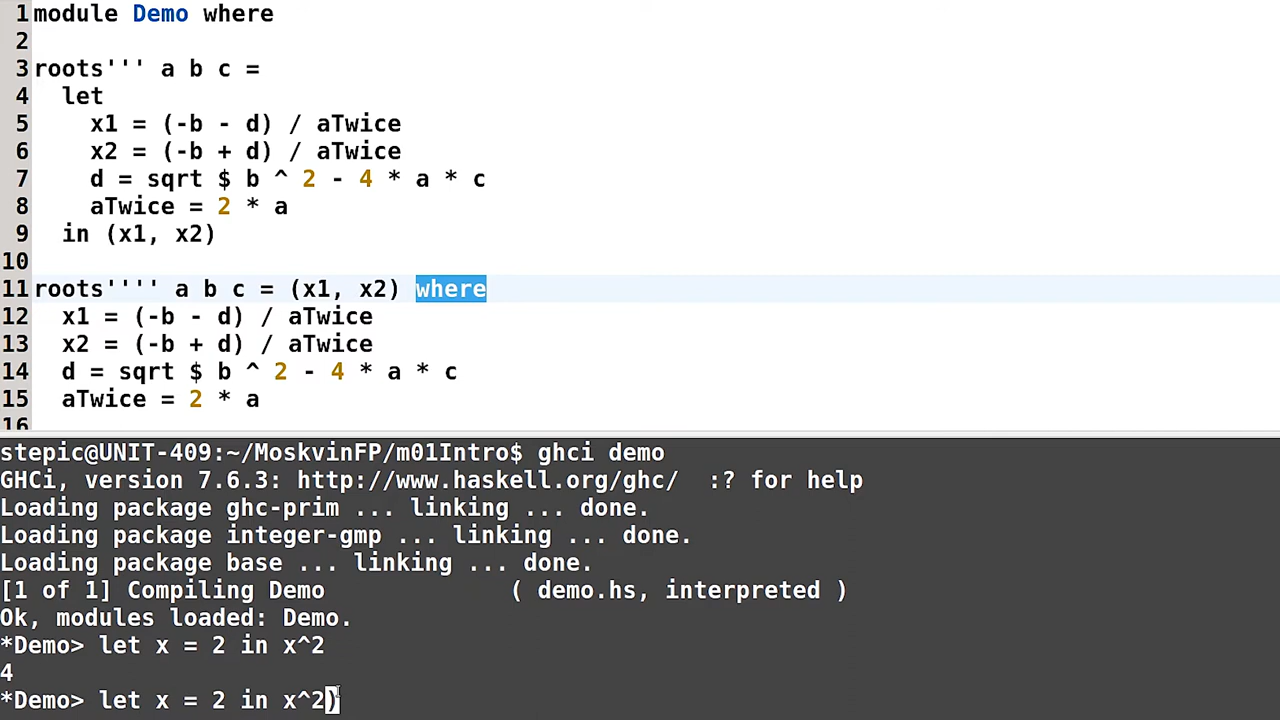 1 module Demo where
2
3 roots''' a b c =
4   let
5     x1 = (-b - d) / aTwice
6     x2 = (-b + d) / aTwice
7     d = sqrt $ b ^ 2 - 4 * a * c
8     aTwice = 2 * a
9   in (x1, x2)
10
11 roots'''' a b c = (x1, x2) where
12   x1 = (-b - d) / aTwice
13   x2 = (-b + d) / aTwice
14   d = sqrt $ b ^ 2 - 4 * a * c
15   aTwice = 2 * a
16
stepic@UNIT-409:~/MoskvinFP/m01Intro$ ghci demo
GHCi, version 7.6.3: http://www.haskell.org/ghc/  :? for help
Loading package ghc-prim ... linking ... done.
Loading package integer-gmp ... linking ... done.
Loading package base ... linking ... done.
[1 of 1] Compiling Demo             ( demo.hs, interpreted )
Ok, modules loaded: Demo.
*Demo> let x = 2 in x^2
4
*Demo> let x = 2 in x^2)